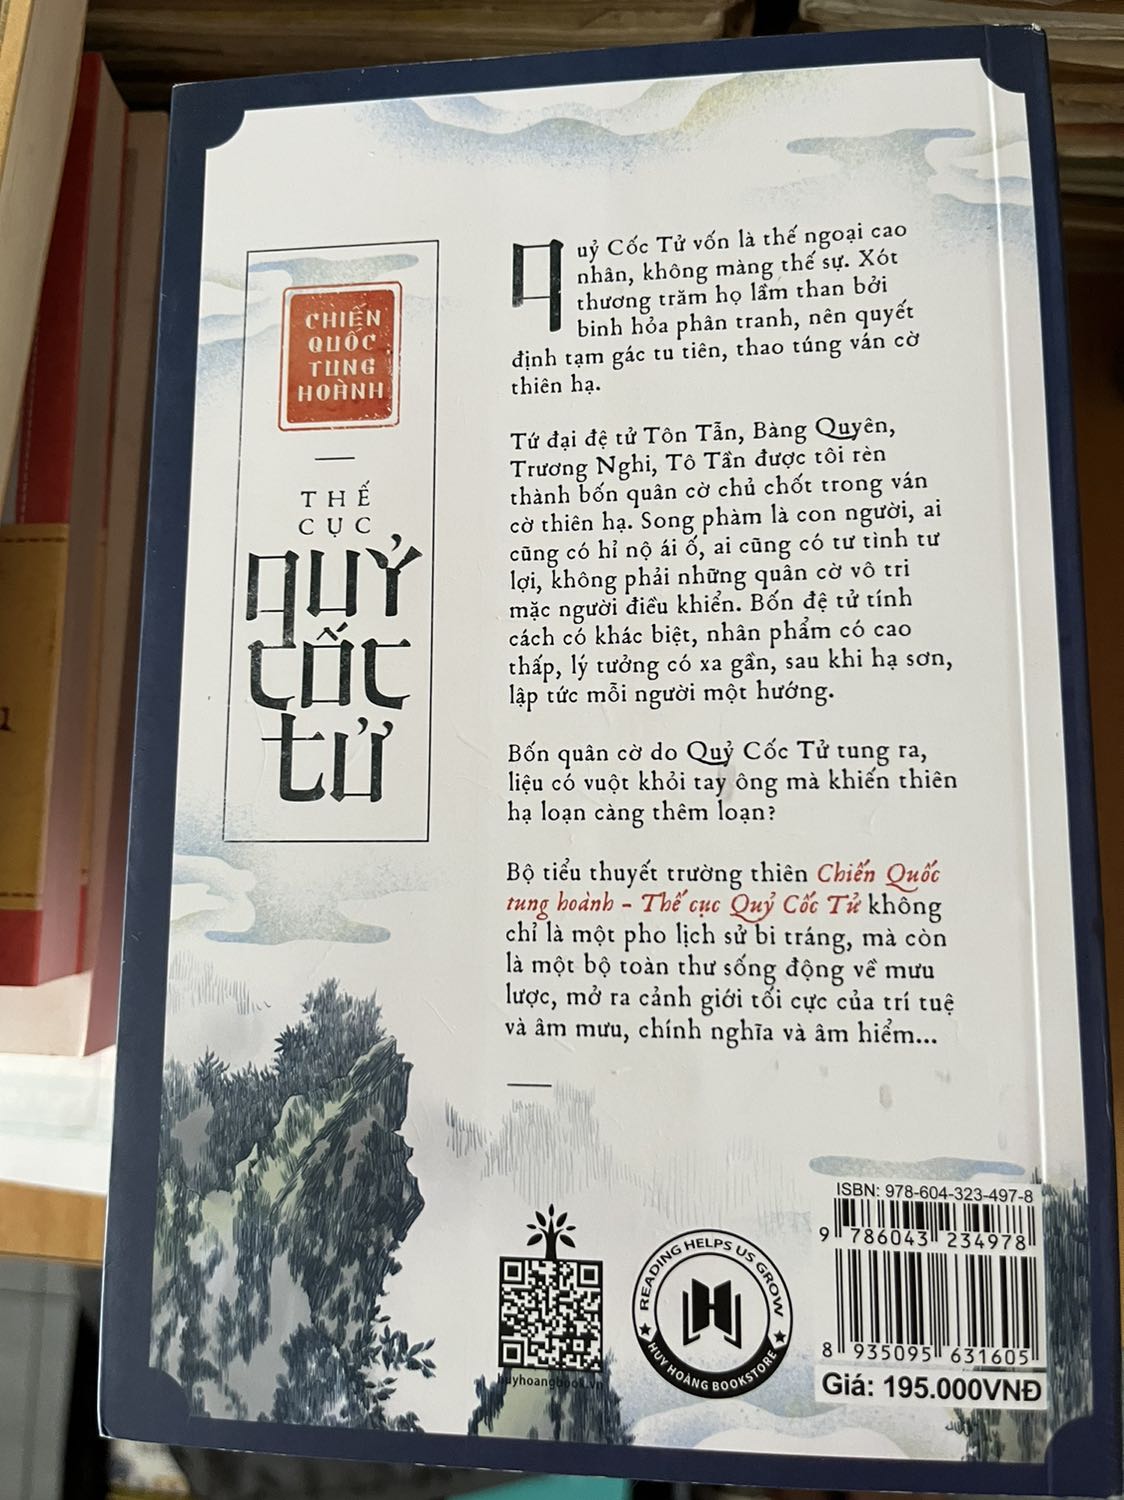 CHIẾN
QUỐC
TUNG
HOÀNH
THẾ
CỤC
QUỶ
CỐC
TỬ
Quỷ Cốc Tử vốn là thế ngoại cao
nhân, không màng thế sự. Xót
thương trăm họ lầm than bởi
binh hỏa phân tranh, nên quyết
định tạm gác tu tiên, thao túng ván cờ
thiên hạ.
Tứ đại đệ tử Tôn Tẫn, Bàng Quyên,
Trương Nghi, Tô Tần được tôi rèn
thành bốn quân cờ chủ chốt trong ván
cờ thiên hạ. Song phàm là con người, ai
cũng có hỉ nộ ái ố, ai cũng có tư tình tư
lợi, không phải những quân cờ vô tri
mặc người điều khiển. Bốn đệ tử tính
cách có khác biệt, nhân phẩm có cao
thấp, lý tưởng có xa gần, sau khi hạ sơn,
lập tức mỗi người một hướng.
Bốn quân cờ do Quỷ Cốc Tử tung ra,
liệu có vuột khỏi tay ông mà khiến thiên
hạ loạn càng thêm loạn?
Bộ tiểu thuyết trường thiên Chiến Quốc
tung hoành – Thế cục Quỷ Cốc Tử không
chỉ là một pho lịch sử bi tráng, mà còn
là một bộ toàn thư sống động về mưu
lược, mở ra cảnh giới tối cực của trí tuệ
và âm mưu, chính nghĩa và âm hiểm...
huyhoangbook.vn
READING HELPS US GROW
HUY HOÀNG BOOKSTORE
ISBN: 978-604-323-497-8
9 786043 234978
8 935095 631605
Giá: 195.000VNĐ